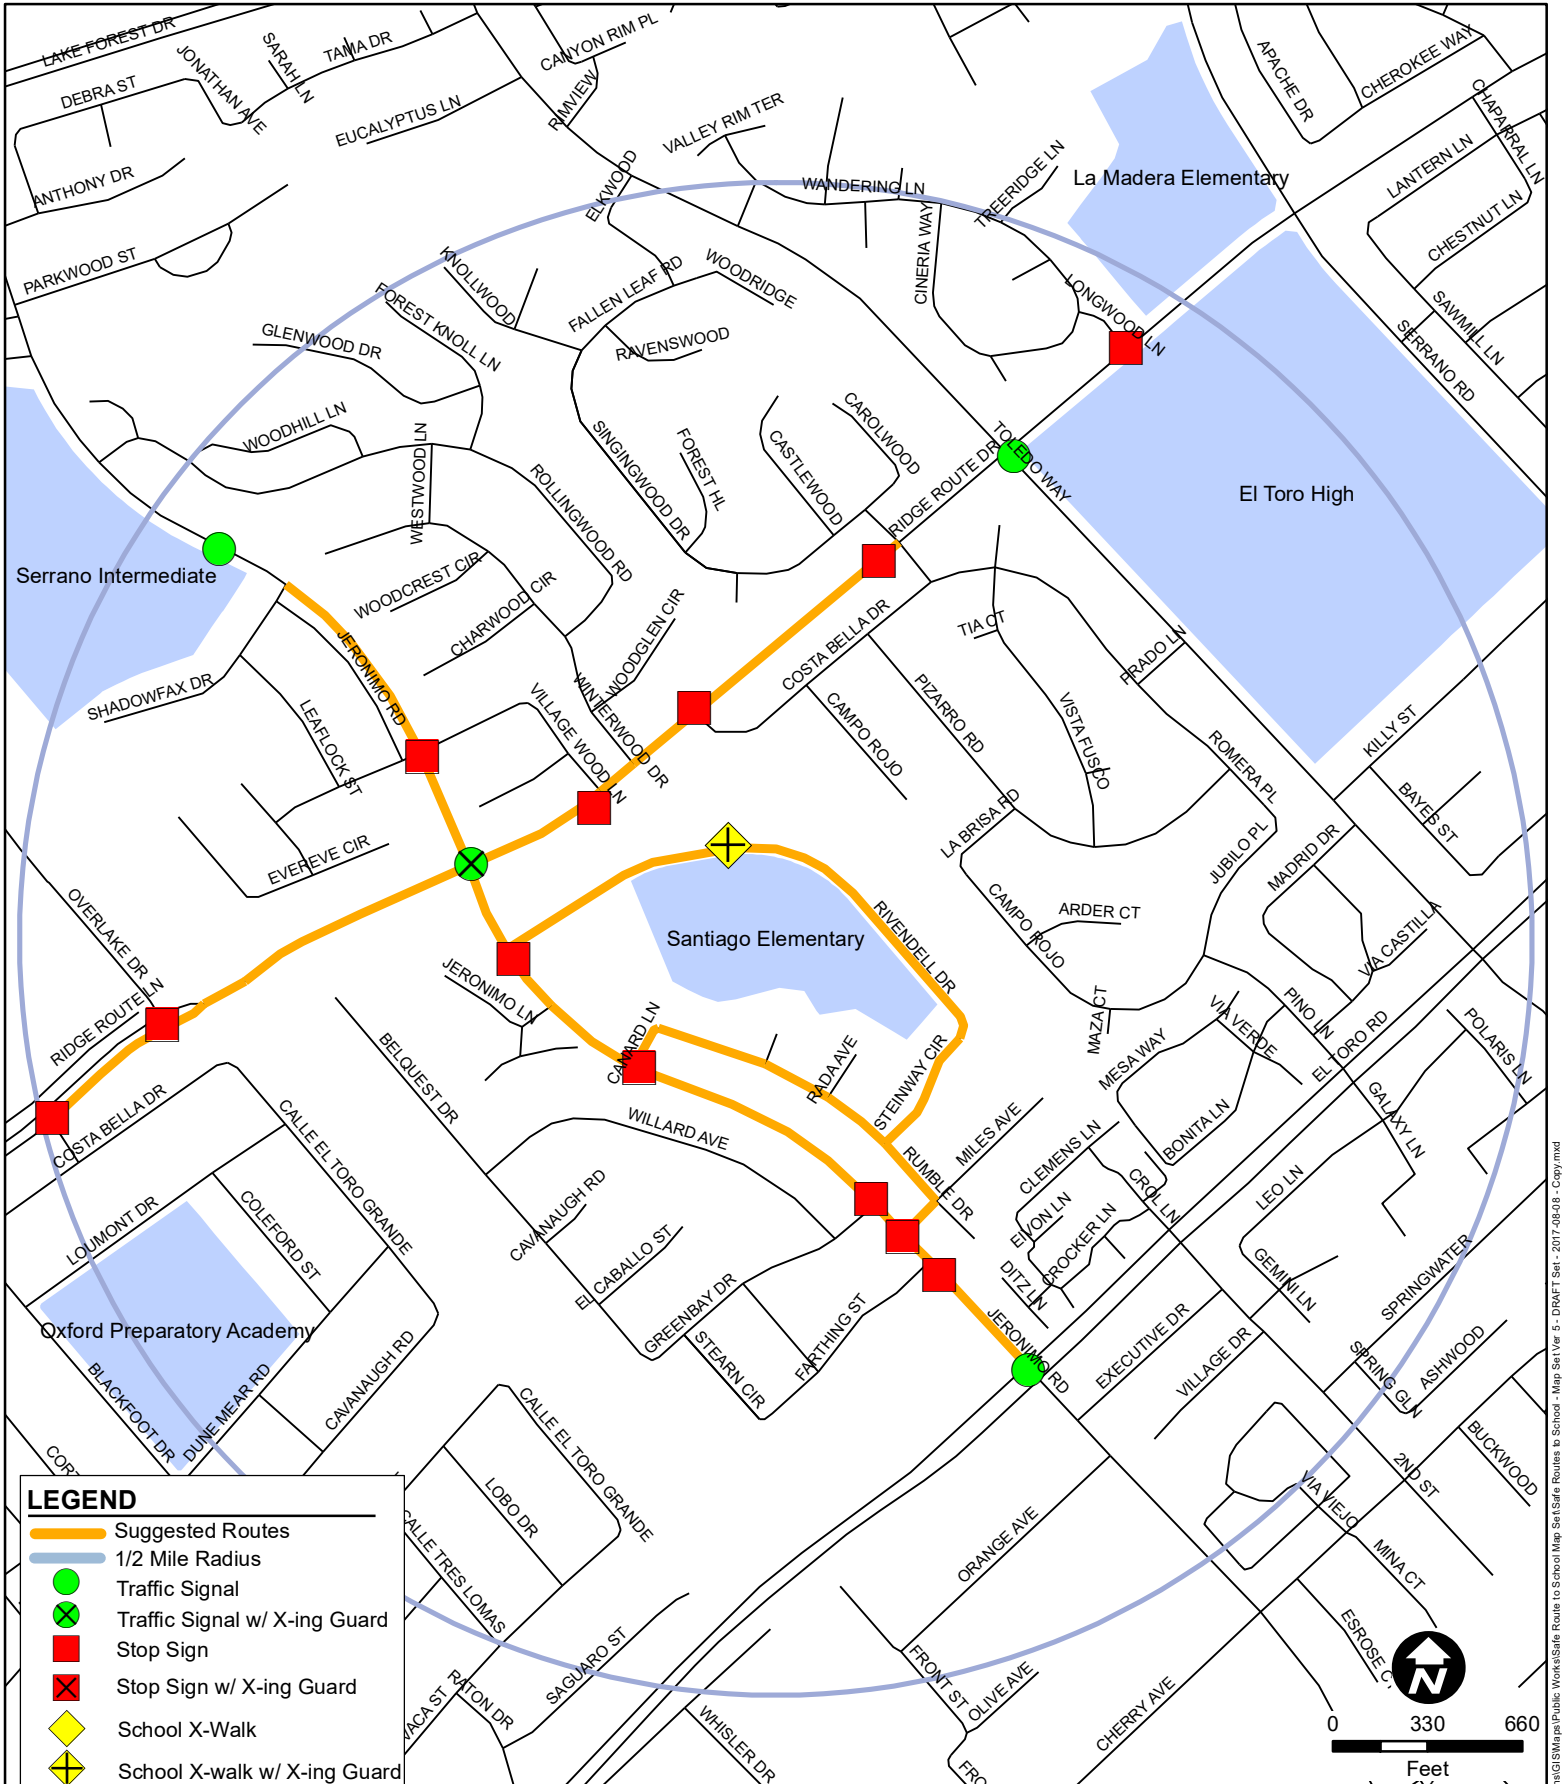 LAKE FOREST DR
DEBRA ST
JONATHAN AVE
SARAH LN
TAMA DR
EUCALYPTUS LN
CANYON RIM PL
RIMVIEW
ANTHONY DR
PARKWOOD ST
ELKWOOD
VALLEY RIM TER
WANDERING LN
CINERIA WAY
TREERIDGE LN
LONGWOOD LN
La Madera Elementary
APACHE DR
CHEROKEE WAY
CHAPARRAL LN
LANTERN LN
CHESTNUT LN
SAWMILL LN
SERRANO RD
KNOLLWOOD
FOREST KNOLL LN
GLENWOOD DR
WOODHILL LN
FALLEN LEAF RD
WOODRIDGE
RAVENSWOOD
SINGINGWOOD DR
FOREST HL
CASTLEWOOD
CAROLWOOD
RIDGE ROUTE DR
TOLEDO WAY
El Toro High
WESTWOOD LN
ROLLINGWOOD RD
Serrano Intermediate
WOODCREST CIR
CHARWOOD CIR
WOODGLEN CIR
WINTERWOOD DR
VILLAGE WOOD LN
JERONIMO RD
SHADOWFAX DR
LEAFLOCK ST
EVEREVE CIR
COSTA BELLA DR
TIA CT
CAMPO ROJO
PIZARRO RD
VISTA FUSCO
PRADO LN
ROMERA PL
KILLY ST
BAYES ST
LA BRISA RD
JUBILO PL
MADRID DR
CAMPO ROJO
ARDER CT
VIA CASTILLA
MAZA CT
VIA VERDE
PINO LN
EL TORO RD
POLARIS LN
GALAXY LN
MESA WAY
BONITA LN
OVERLAKE DR
RIDGE ROUTE LN
Santiago Elementary
RIVENDELL DR
JERONIMO LN
CANARD LN
RADA AVE
STEINWAY CIR
RUMBLE DR
MILES AVE
CLEMENS LN
EIVON LN
CROCKER LN
CROL LN
DITZ LN
LEO LN
GEMINI LN
SPRINGWATER
BELQUEST DR
WILLARD AVE
COSTA BELLA DR
CALLE EL TORO GRANDE
LOUMONT DR
COLEFORD ST
CAVANAUGH RD
EL CABALLO ST
GREENBAY DR
STEARN CIR
FARTHING ST
JERONIMO RD
EXECUTIVE DR
VILLAGE DR
SPRING GLN
ASHWOOD
BUCKWOOD
Oxford Preparatory Academy
BLACKFOOT DR
DUNE MEAR RD
CAVANAUGH RD
CALLE EL TORO GRANDE
LOBO DR
CALLE TRES LOMAS
VACA ST
RATON DR
SAGUARO ST
WHISLER DR
ORANGE AVE
FRONT ST
OLIVE AVE
CHERRY AVE
VIA VIEJO
2ND ST
MINA CT
LEGEND
Suggested Routes
1/2 Mile Radius
Traffic Signal
Traffic Signal w/ X-ing Guard
Stop Sign
Stop Sign w/ X-ing Guard
School X-Walk
School X-walk w/ X-ing Guard
N
0 330 660
Feet